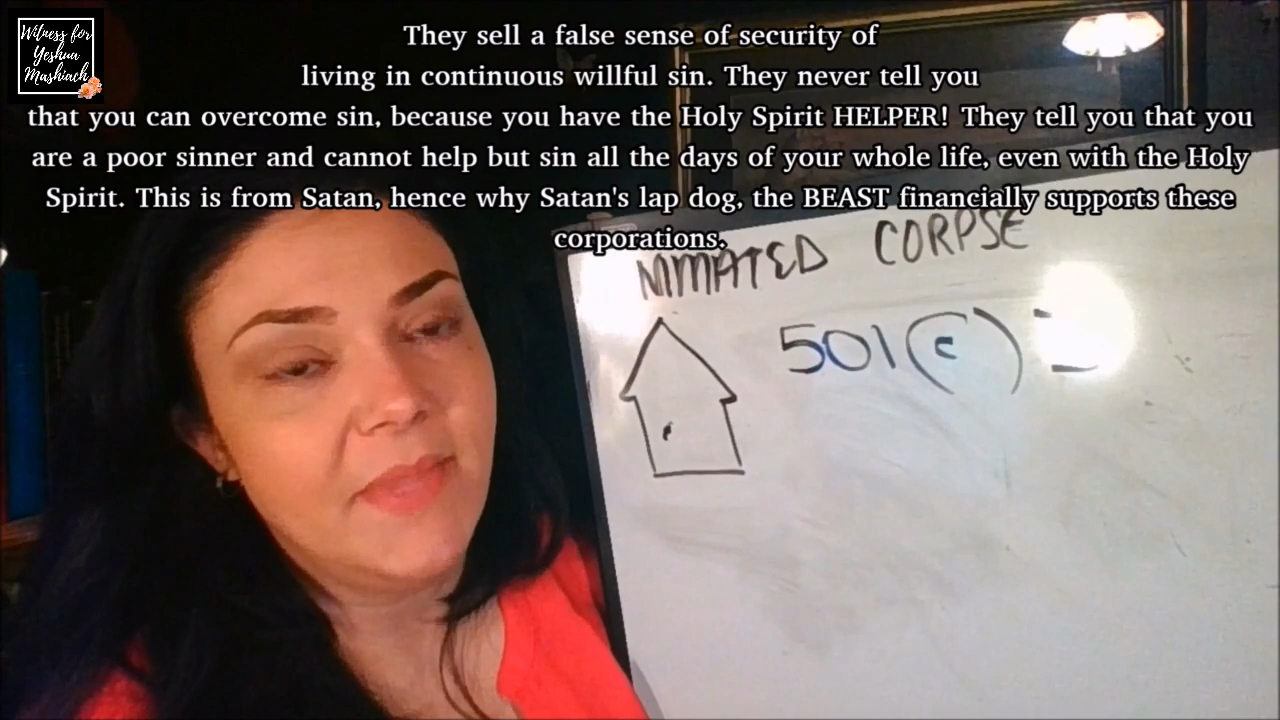 Witness for
Yeshua
Mashiach
They sell a false sense of security of
living in continuous willful sin. They never tell you
that you can overcome sin, because you have the Holy Spirit HELPER! They tell you that you
are a poor sinner and cannot help but sin all the days of your whole life, even with the Holy
Spirit. This is from Satan, hence why Satan's lap dog, the BEAST financially supports these
corporations.
NIMATED CORPSE
501(c)